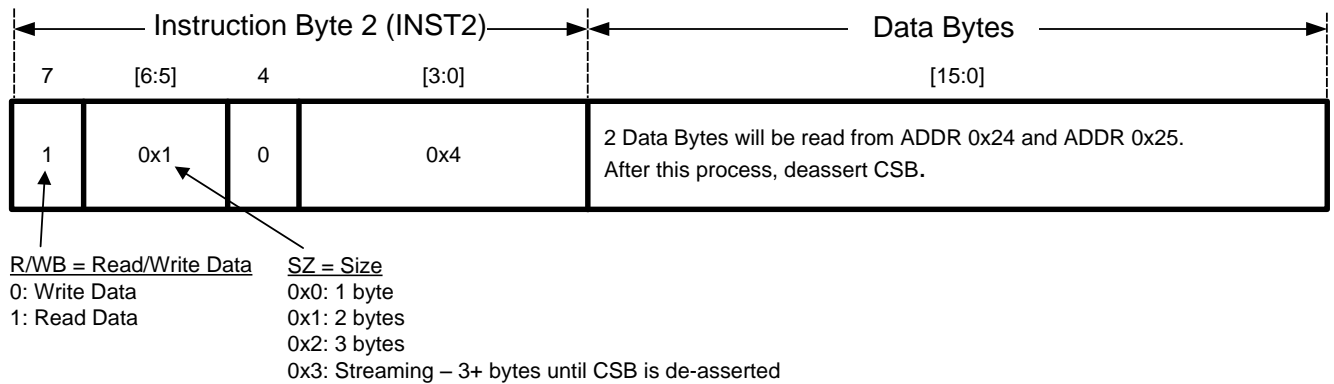 Instruction Byte 2 (INST2) Data Bytes
7 [6:5] 4 [3:0] [15:0]
1 0x1 0 0x4 2 Data Bytes will be read from ADDR 0x24 and ADDR 0x25.
After this process, deassert CSB.
R/WB = Read/Write Data SZ = Size
0: Write Data 0x0: 1 byte
1: Read Data 0x1: 2 bytes
0x2: 3 bytes
0x3: Streaming – 3+ bytes until CSB is de-asserted